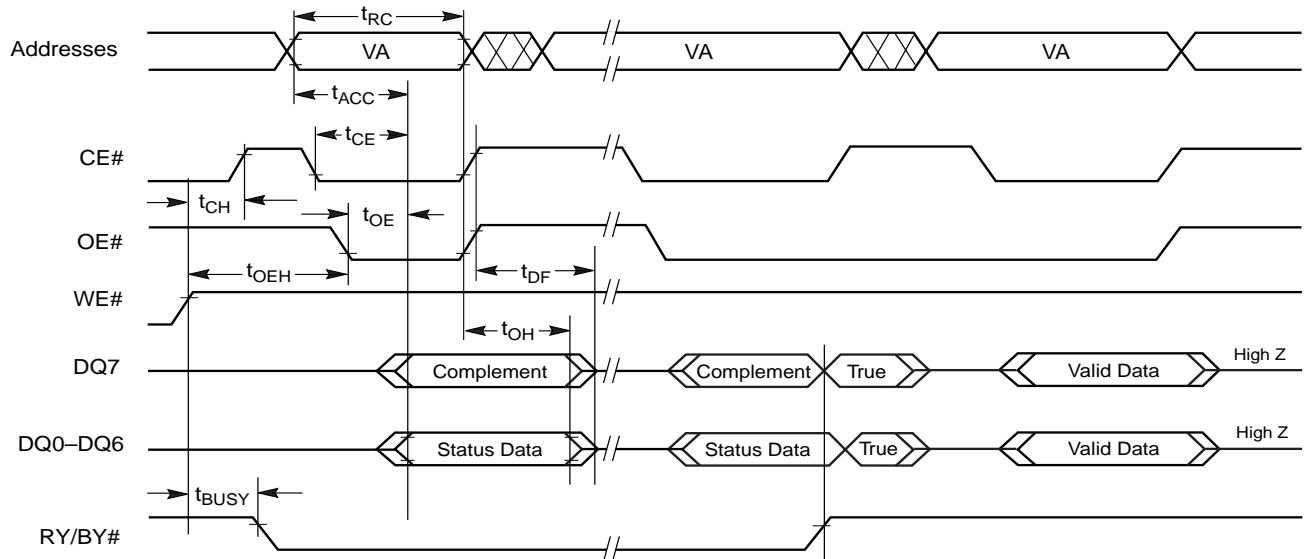 tRC
Addresses VA VA VA
tACC
tCE
CE#
tCH
tOE
OE#
tOEH
tDF
WE#
tOH
DQ7 Complement Complement True Valid Data High Z
DQ0–DQ6 Status Data Status Data True Valid Data High Z
tBUSY
RY/BY#